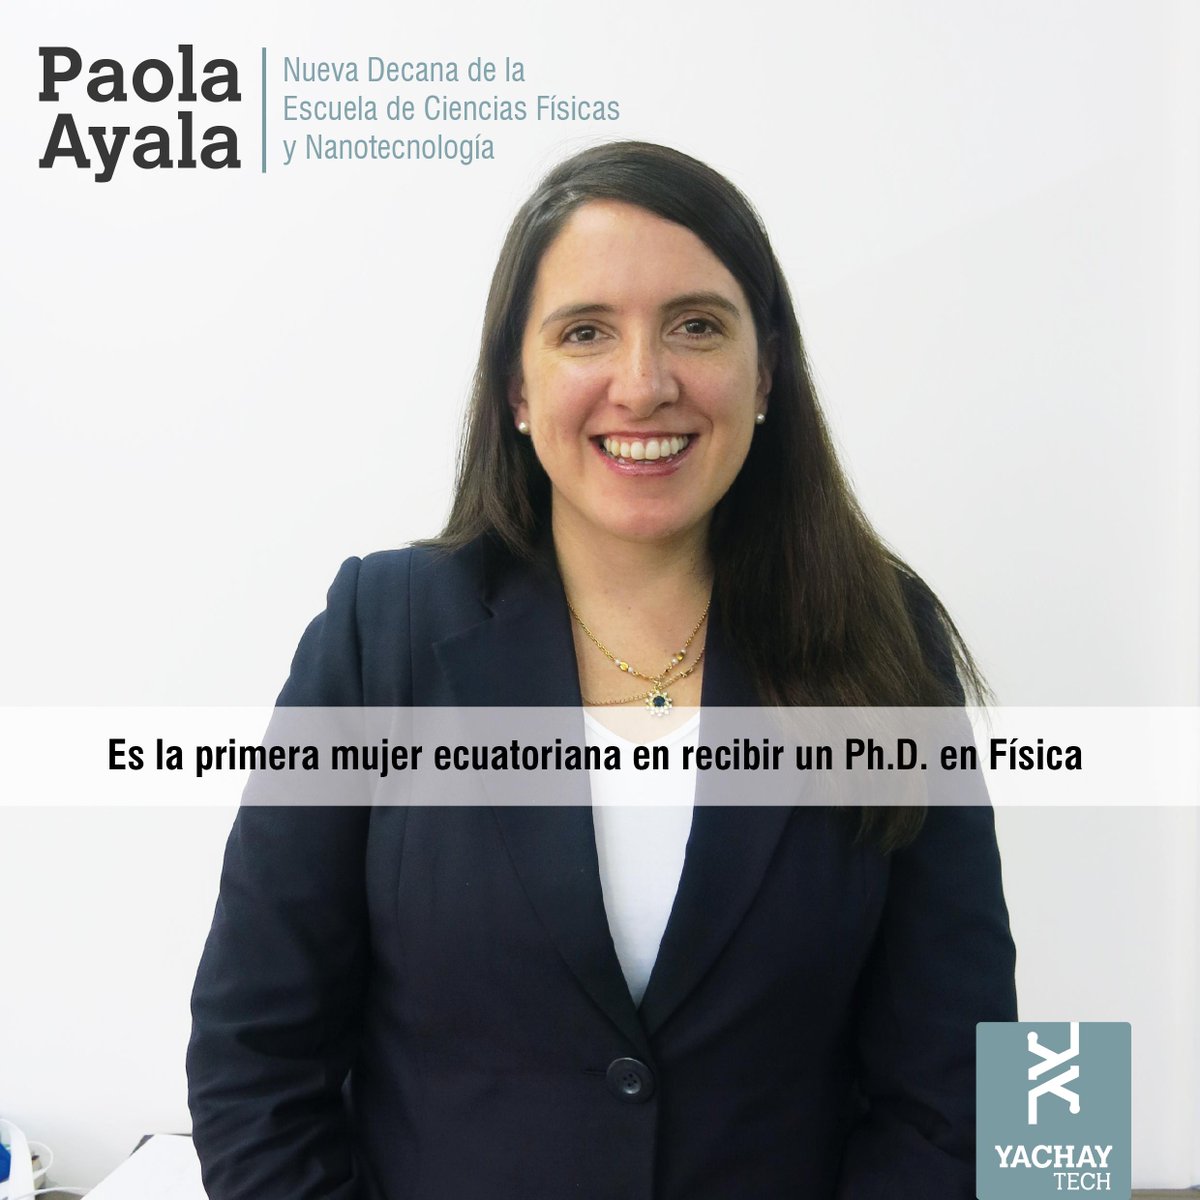 Paola
Ayala
Nueva Decana de la
Escuela de Ciencias Físicas
y Nanotecnología
Es la primera mujer ecuatoriana en recibir un Ph.D. en Física
YACHAY
TECH